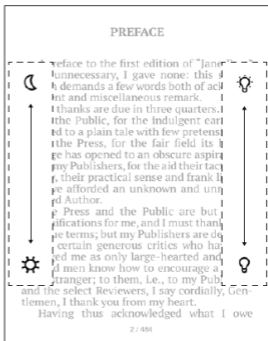 PREFACE
reface to the first edition of "Jane
unnecessary, I gave none: this
demands a few words both of ack
nt and miscellaneous remark.
thanks are due in three quarters.
the Public, for the indulgent ear
d to a plain tale with few pretens
the Press, for the fair field its
e has opened to an obscure aspira
my Publishers, for the aid their tac
, their practical sense and frank l
e afforded an unknown and unr
d Author.
e Press and the Public are but
ifications for me, and I must than
ue terms; but my Publishers are de
certain generous critics who ha
ed me as only large-hearted and
d men know how to encourage a
tranger; to them, i.e., to my Pub
and the select Reviewers, I say cordially, Gen-
tlemen, I thank you from my heart.
Having thus acknowledged what I owe
2 / 484